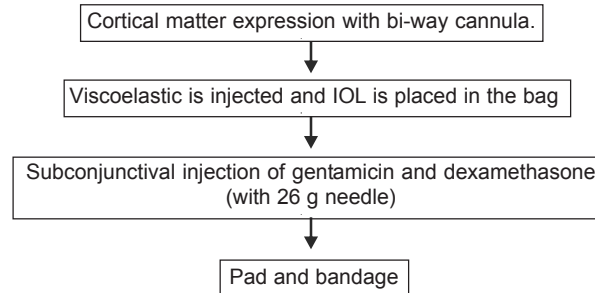 Cortical matter expression with bi-way cannula.
Viscoelastic is injected and IOL is placed in the bag
Subconjunctival injection of gentamicin and dexamethasone
(with 26 g needle)
Pad and bandage